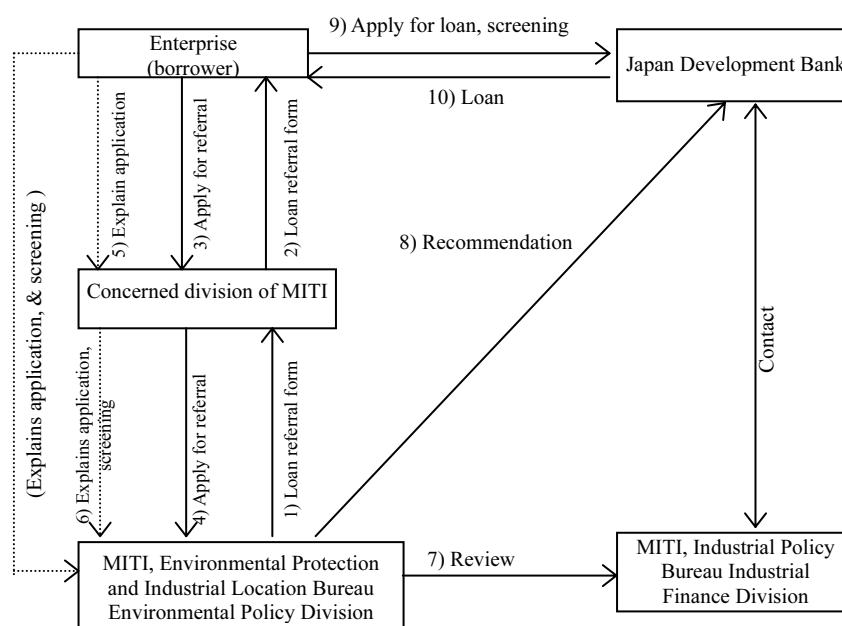 9) Apply for loan, screening
Enterprise
(borrower)
Japan Development Bank
10) Loan
5) Explain application
3) Apply for referral
2) Loan referral form
8) Recommendation
(Explains application, & screening )
Concerned division of MITI
Contact
6) Explains application,
screening
4) Apply for referral
1) Loan referral form
MITI, Environmental Protection
and Industrial Location Bureau
Environmental Policy Division
7) Review
MITI, Industrial Policy
Bureau Industrial
Finance Division